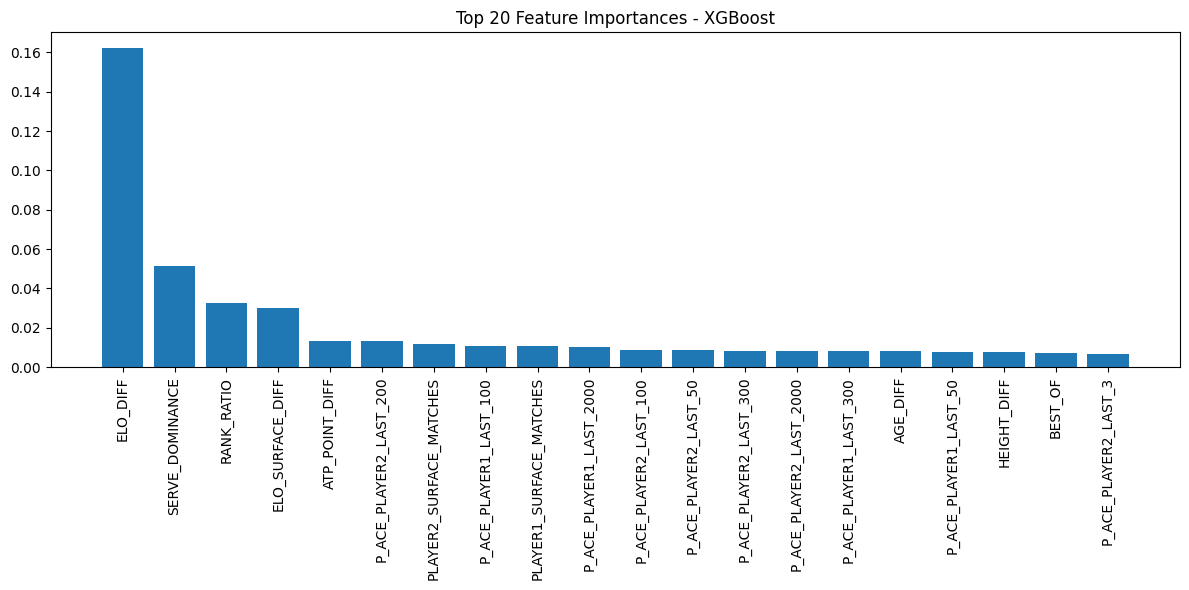 Top 20 Feature Importances - XGBoost
0.16
0.14
0.12
0.10
0.08
0.06
0.04
0.02
0.00
ELO_DIFF
SERVE_DOMINANCE
RANK_RATIO
ELO_SURFACE_DIFF
ATP_POINT_DIFF
P_ACE_PLAYER2_LAST_200
PLAYER2_SURFACE_MATCHES
P_ACE_PLAYER1_LAST_100
PLAYER1_SURFACE_MATCHES
P_ACE_PLAYER1_LAST_2000
P_ACE_PLAYER2_LAST_100
P_ACE_PLAYER2_LAST_50
P_ACE_PLAYER2_LAST_300
P_ACE_PLAYER2_LAST_2000
P_ACE_PLAYER1_LAST_300
AGE_DIFF
P_ACE_PLAYER1_LAST_50
HEIGHT_DIFF
BEST_OF
P_ACE_PLAYER2_LAST_3